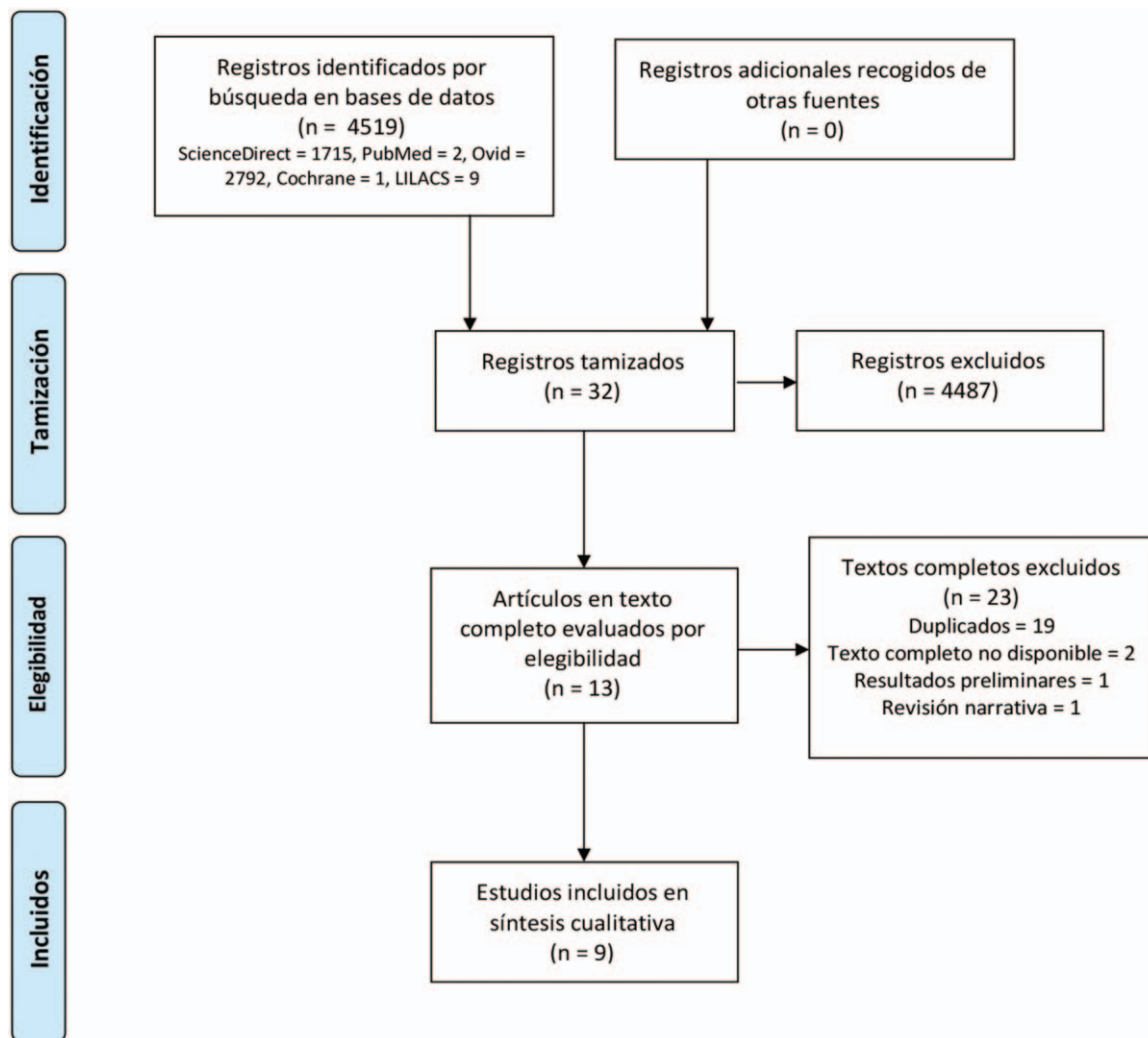 Identificación
Registros identificados por
búsqueda en bases de datos
(n =  4519)
ScienceDirect = 1715, PubMed = 2, Ovid =
2792, Cochrane = 1, LILACS = 9
Registros adicionales recogidos de
otras fuentes
(n = 0)
Tamización
Registros tamizados
(n = 32)
Registros excluidos
(n = 4487)
Elegibilidad
Artículos en texto
completo evaluados por
elegibilidad
(n = 13)
Textos completos excluidos
(n = 23)
Duplicados = 19
Texto completo no disponible = 2
Resultados preliminares = 1
Revisión narrativa = 1
Incluidos
Estudios incluidos en
síntesis cualitativa
(n = 9)